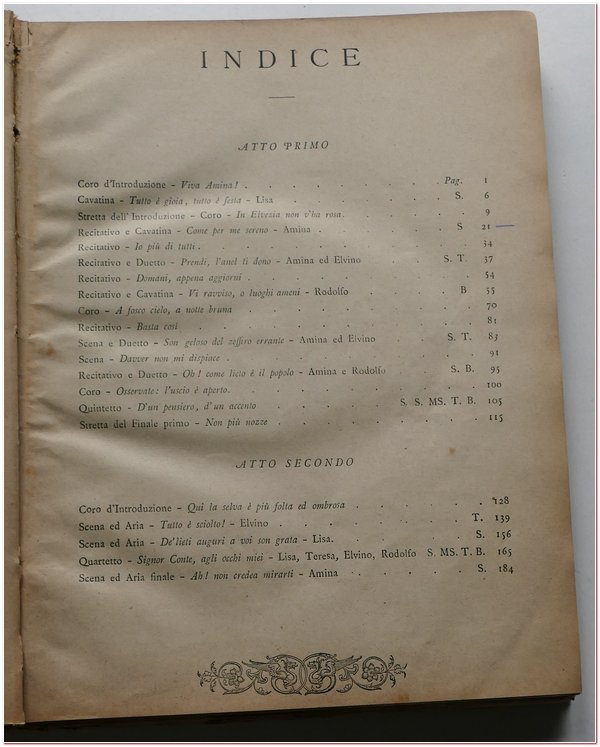 INDICE
ATTO PRIMO
Coro d'Introduzione - Viva Amina! . . . . . . . Pag. 1
Cavatina - Tutto è gioia, tutto è festa - Lisa . . . . . S. 6
Stretta dell'Introduzione - Coro - In Elvezia non v'ha rosa. . . . . 9
Recitativo e Cavatina - Come per me sereno - Amina . . . . . S 21
Recitativo - Io più di tutti . . . . . . . . 34
Recitativo e Duetto - Prendi, l'anel ti dono - Amina ed Elvino . . . S. T. 37
Recitativo - Domani, appena aggiorni . . . . . . . 54
Recitativo e Cavatina - Vi ravviso, o luoghi ameni - Rodolfo . . . B. 55
Coro - A fosco cielo, a notte bruna . . . . . . . 70
Recitativo - Basta così . . . . . . . . 81
Scena e Duetto - Son geloso del zeffiro errante - Amina ed Elvino . . . S. T. 83
Scena - Davver non mi dispiace . . . . . . . . 91
Recitativo e Duetto - Oh! come lieto è il popolo - Amina e Rodolfo . . . S. B. 95
Coro - Osservate: l'uscio è aperto. . . . . . . . 100
Quintetto - D'un pensiero, d'un accento . . . . . S. S. MS. T. B. 105
Stretta del Finale primo - Non più nozze . . . . . . . 115
ATTO SECONDO
Coro d'Introduzione - Qui la selva è più folta ed ombrosa . . . . . 128
Scena ed Aria - Tutto è sciolto! - Elvino . . . . . . T. 139
Scena ed Aria - De' lieti auguri a voi son grata - Lisa. . . . . S. 156
Quartetto - Signor Conte, agli occhi miei - Lisa, Teresa, Elvino, Rodolfo S. MS. T. B. 165
Scena ed Aria finale - Ah! non credea mirarti - Amina . . . . S. 184